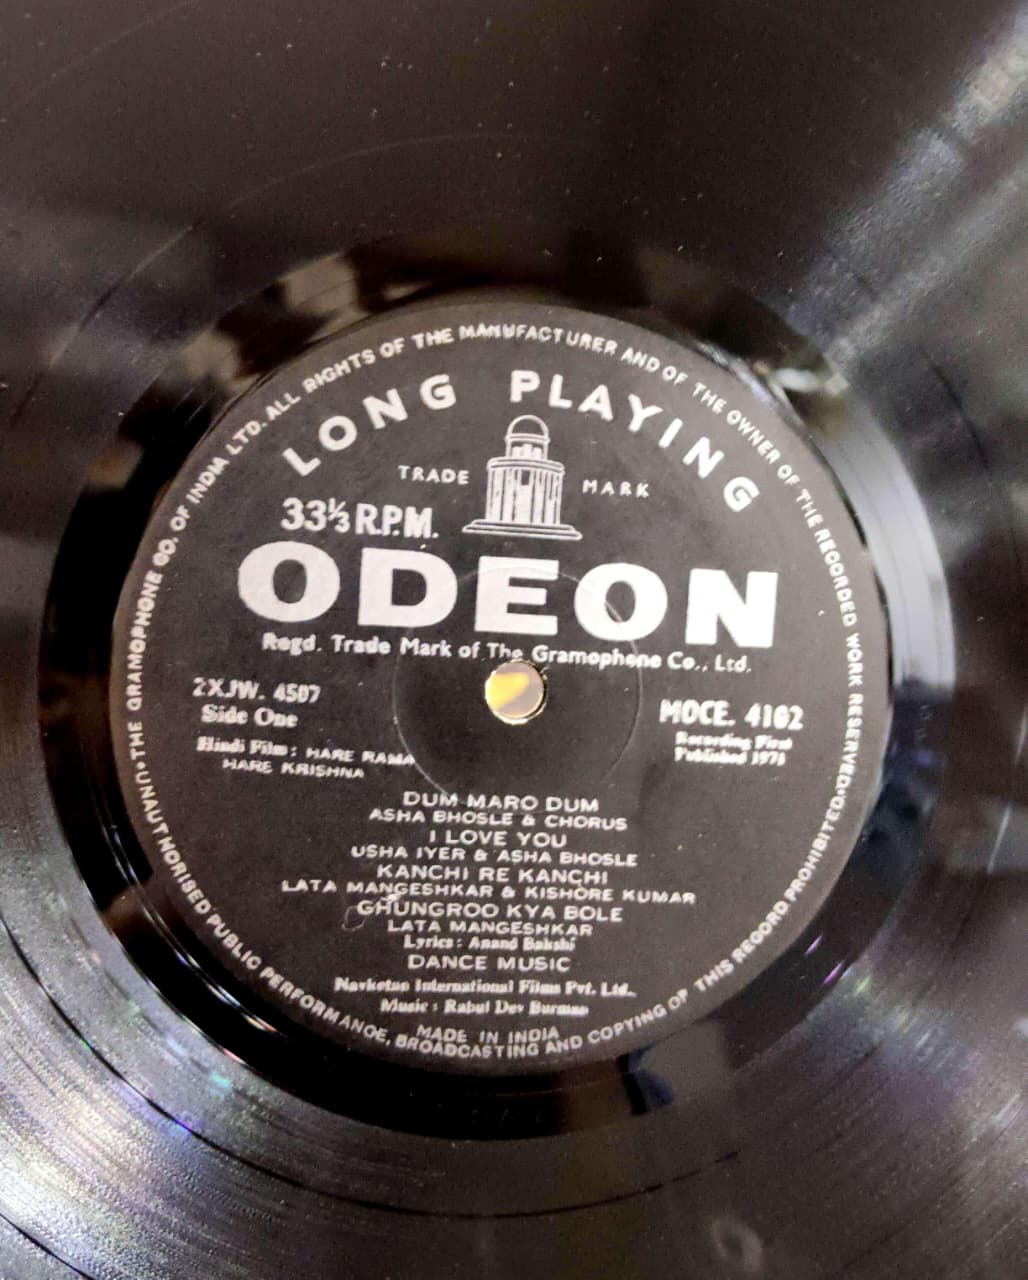 THE GRAMOPHONE CO. OF INDIA LTD. ALL RIGHTS OF THE MANUFACTURER AND OF THE OWNER OF THE RECORDED WORK RESERVED•
UNAUTHORISED PUBLIC PERFORMANCE, BROADCASTING AND COPYING OF THIS RECORD PROHIBITED•
LONG PLAYING
TRADE MARK
33⅓ R.P.M.
ODEON
Regd. Trade Mark of The Gramophone Co., Ltd.
2XJW. 4507
Side One
MOCE. 4162
Recording First
Published 1971
Hindi Film: HARE RAMA
HARE KRISHNA
DUM MARO DUM
ASHA BHOSLE & CHORUS
I LOVE YOU
USHA IYER & ASHA BHOSLE
KANCHI RE KANCHI
LATA MANGESHKAR & KISHORE KUMAR
GHUNGROO KYA BOLE
LATA MANGESHKAR
Lyrics: Anand Bakshi
DANCE MUSIC
Navketan International Films Pvt. Ltd.
Music: Rahul Dev Burman
MADE IN INDIA